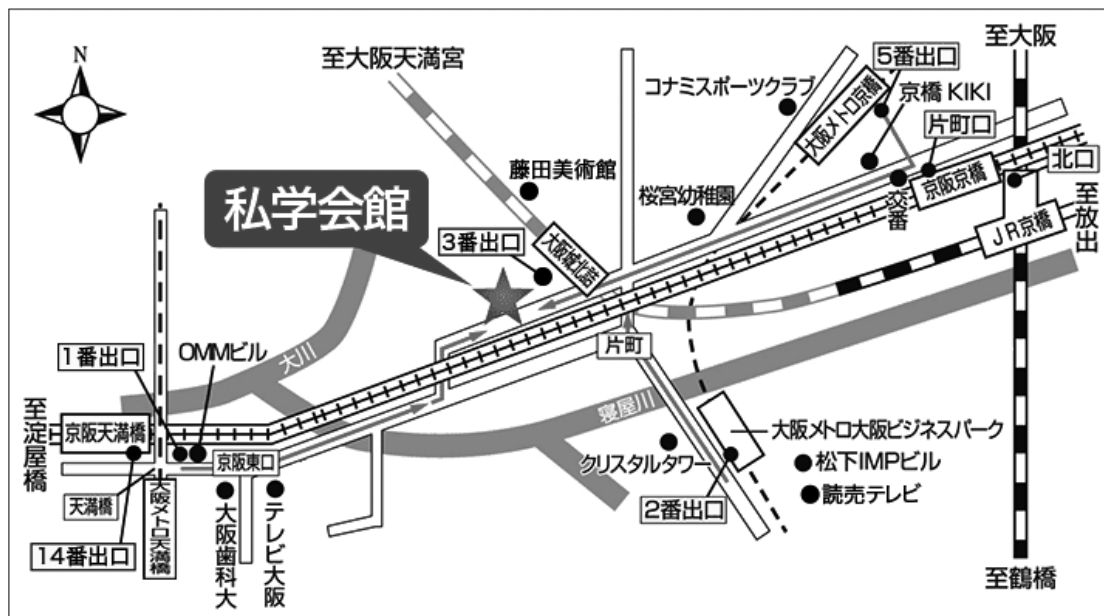 N
至大阪天満宮
至大阪
5番出口
コナミスポーツクラブ
京橋 KIKI
大阪メトロ京橋
片町口
北口
京阪京橋
交番
JR京橋
至放出
藤田美術館
桜宮幼稚園
私学会館
3番出口
大阪城北詰
片町
1番出口
OMMビル
大川
寝屋川
至淀屋橋
京阪天満橋
京阪東口
天満橋
大阪メトロ天満橋
14番出口
大阪歯科大
テレビ大阪
クリスタルタワー
2番出口
大阪メトロ大阪ビジネスパーク
松下IMPビル
読売テレビ
至鶴橋